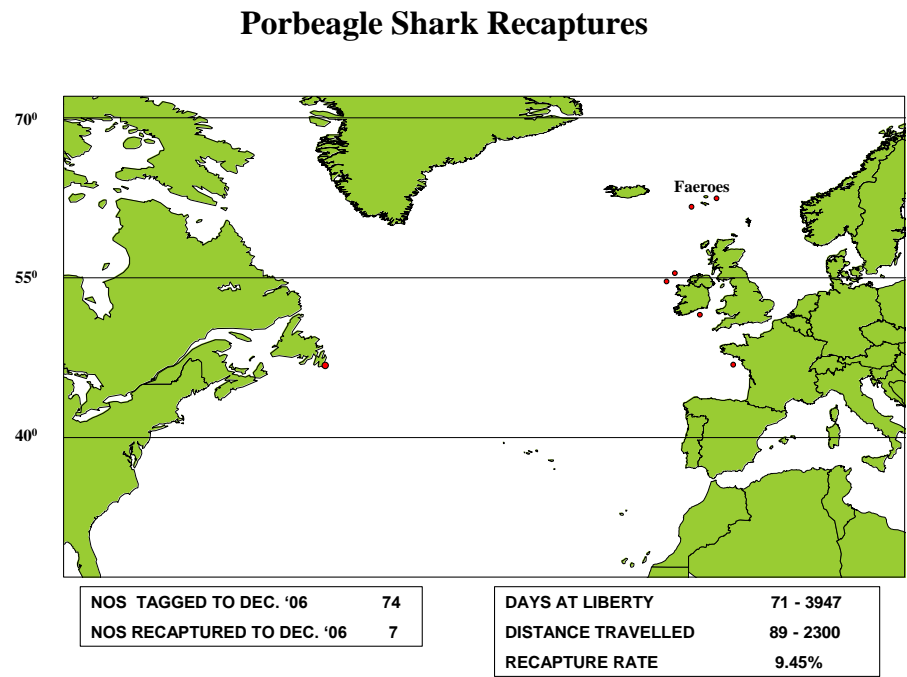 Porbeagle Shark Recaptures
70⁰
Faeroes
55⁰
40⁰
NOS TAGGED TO DEC. ‘06 74
NOS RECAPTURED TO DEC. ‘06 7
DAYS AT LIBERTY 71 - 3947
DISTANCE TRAVELLED 89 - 2300
RECAPTURE RATE 9.45%